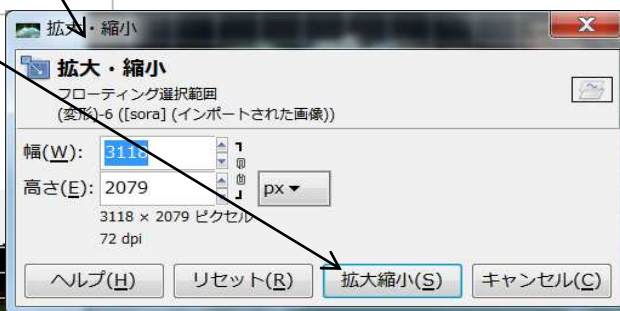 拡大・縮小
拡大・縮小
フローティング選択範囲
(変形)-6 ([sora] (インポートされた画像))
幅(W): 3118
高さ(E): 2079 px
3118 × 2079 ピクセル
72 dpi
ヘルプ(H) リセット(R) 拡大縮小(S) キャンセル(C)